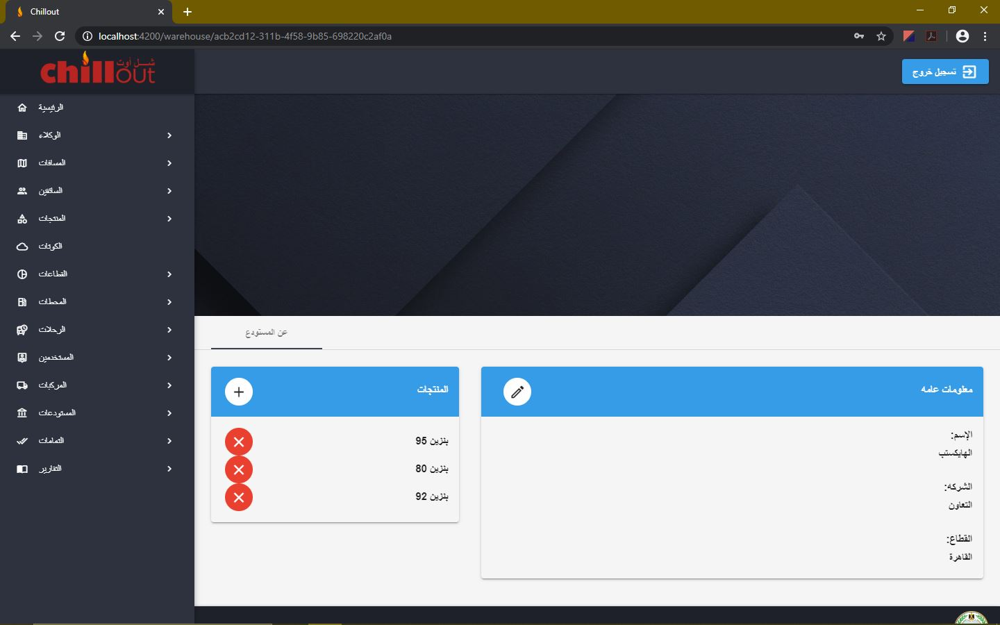 Chillout
localhost:4200/warehouse/acb2cd12-311b-4f58-9b85-698220c2af0a
شيل أوت
chillout
تسجيل خروج
الرئيسية
الوكلاء
المسافات
السائقين
المنتجات
الكوتات
القطاعات
المحطات
الرحلات
المستخدمين
المركبات
المستودعات
التمامات
التقارير
عن المستودع
معلومات عامه
الإسم:
الهايكستب
الشركه:
التعاون
القطاع:
القاهرة
المنتجات
بنزين 95
بنزين 80
بنزين 92